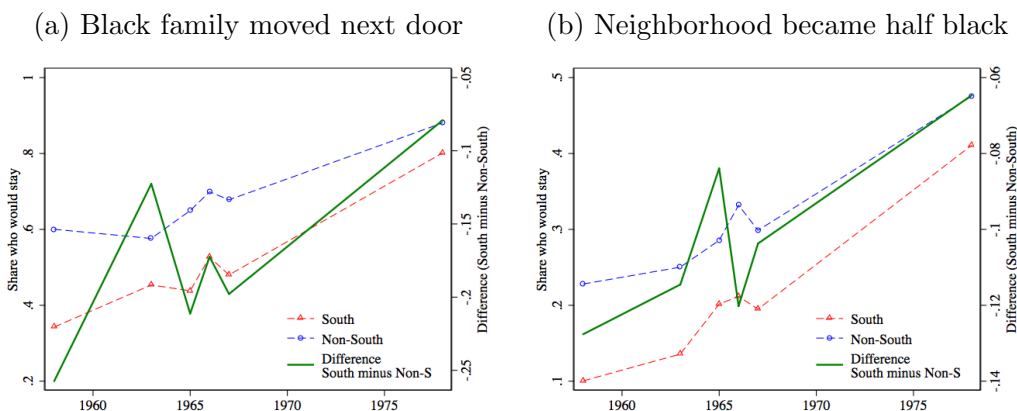 (a) Black family moved next door
Share who would stay
1
.8
.6
.4
.2
-.05
-.1
-.15
-.2
-.25
Difference (South minus Non-South)
South
Non-South
Difference
South minus Non-S
1960
1965
1970
1975
(b) Neighborhood became half black
Share who would stay
.5
.4
.3
.2
.1
-.06
-.08
-.1
-.12
-.14
Difference (South minus Non-South)
South
Non-South
Difference
South minus Non-S
1960
1965
1970
1975